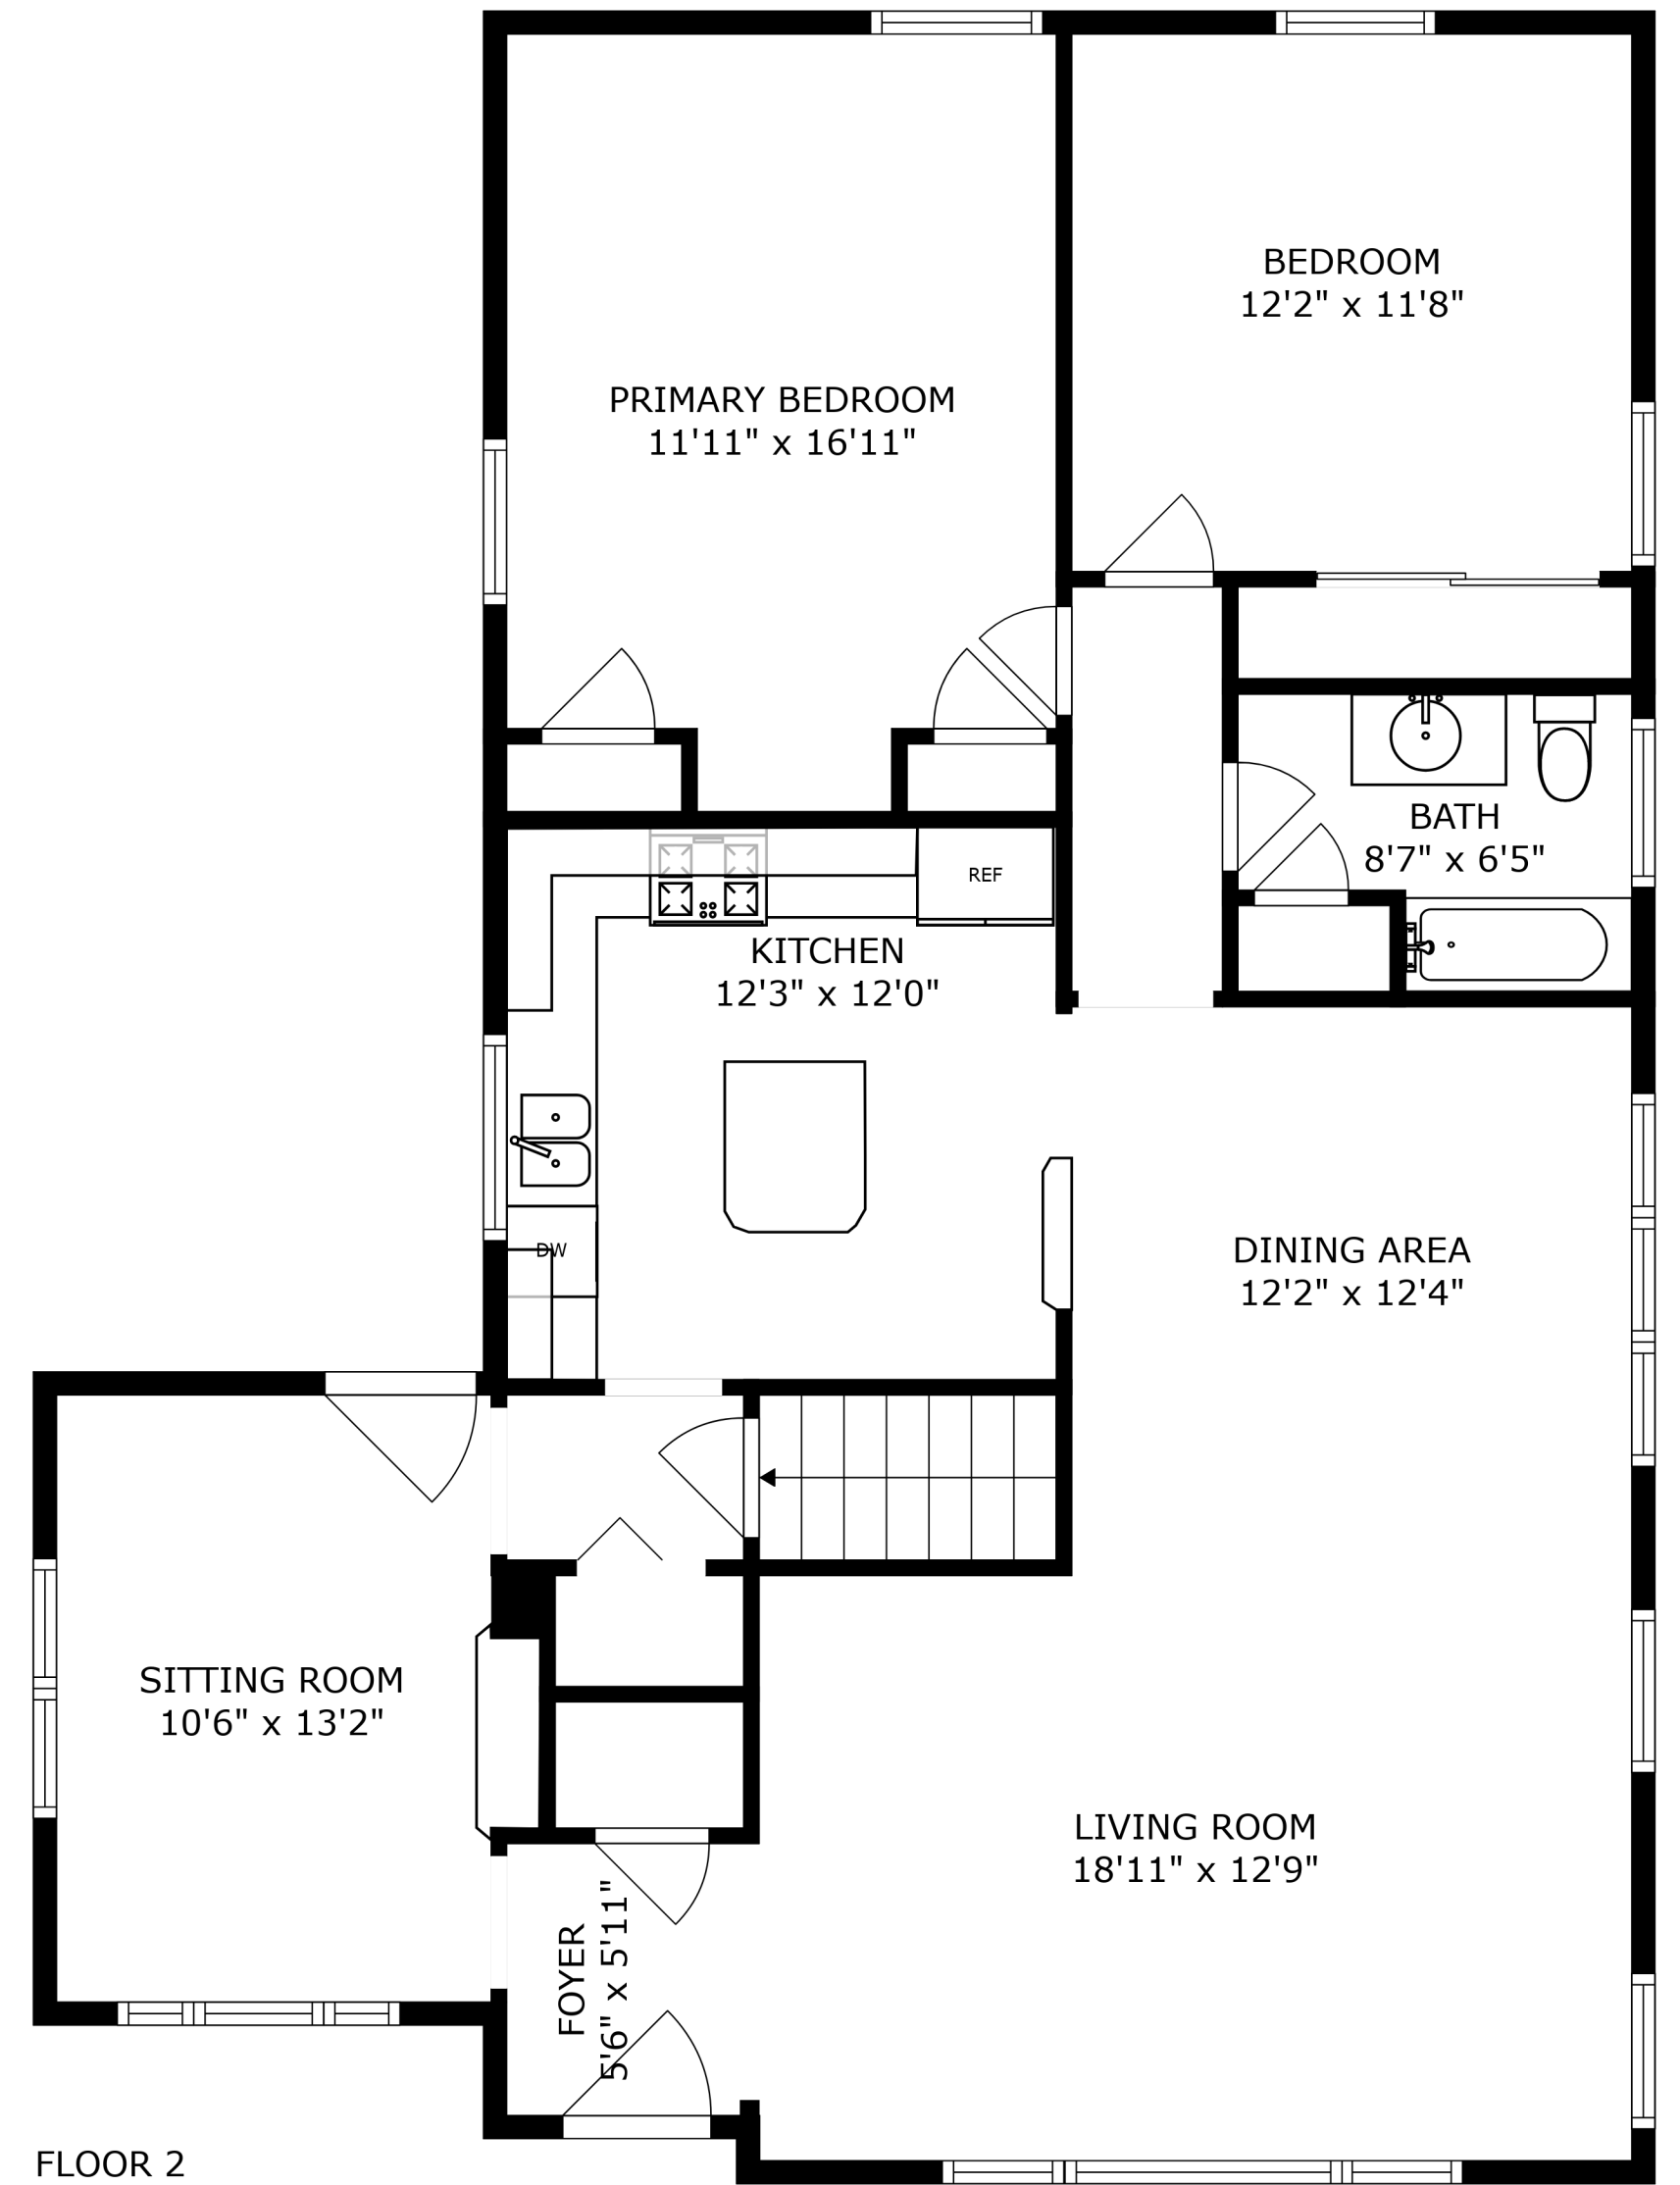 BEDROOM
12'2" x 11'8"
PRIMARY BEDROOM
11'11" x 16'11"
BATH
8'7" x 6'5"
REF
KITCHEN
12'3" x 12'0"
DW
DINING AREA
12'2" x 12'4"
SITTING ROOM
10'6" x 13'2"
LIVING ROOM
18'11" x 12'9"
FOYER
5'6" x 5'11"
FLOOR 2